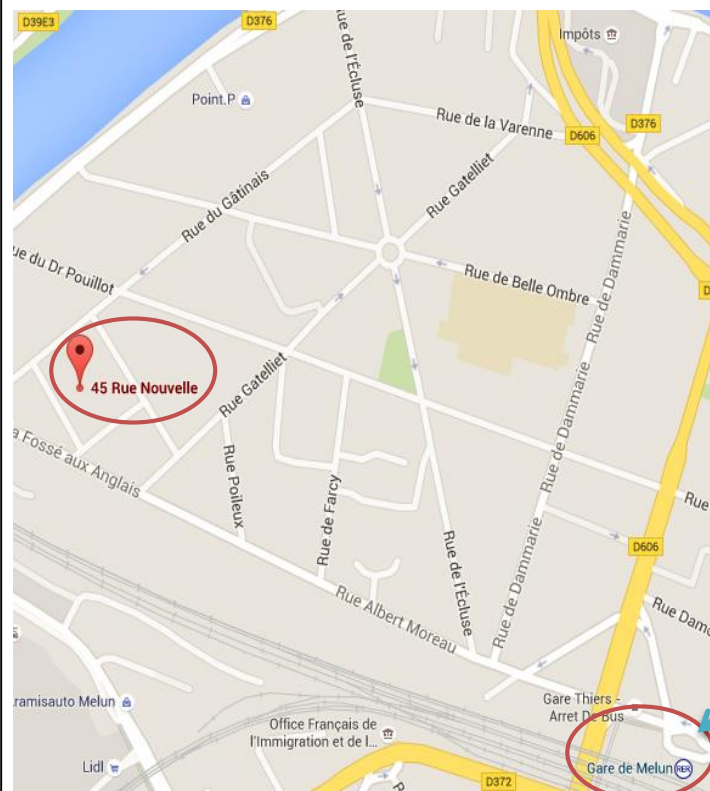 D39E3
D376
Rue de l'Écluse
Impôts
Point.P
Rue de la Varenne
D606
D376
Rue Gatelliet
Rue du Gâtinais
Rue de Dammarie
ue du Dr Pouillot
Rue de Belle Ombre
D
Rue de Dammarie
45 Rue Nouvelle
Rue Gatelliet
a Fossé aux Anglais
Rue de Dammarie
Rue Poileux
Rue de Farcy
Rue
D606
Rue de l'Écluse
Rue de Dammarie
Rue Albert Moreau
Rue Damo
ramisauto Melun
Gare Thiers -
Arret De Bus
Office Français de
l'Immigration et de l...
Lidl
D372
Gare de Melun
RER